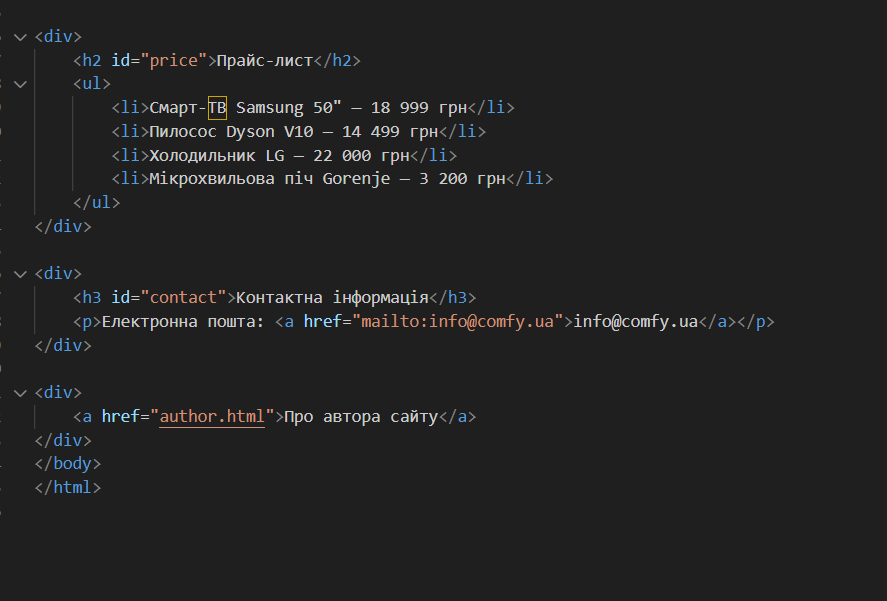 <div>
<h2 id="price">Прайс-лист</h2>
<ul>
<li>Смарт-ТВ Samsung 50" — 18 999 грн</li>
<li>Пилосос Dyson V10 — 14 499 грн</li>
<li>Холодильник LG — 22 000 грн</li>
<li>Мікрохвильова піч Gorenje — 3 200 грн</li>
</ul>
</div>
<div>
<h3 id="contact">Контактна інформація</h3>
<p>Електронна пошта: <a href="mailto:info@comfy.ua">info@comfy.ua</a></p>
</div>
<div>
<a href="author.html">Про автора сайту</a>
</div>
</body>
</html>